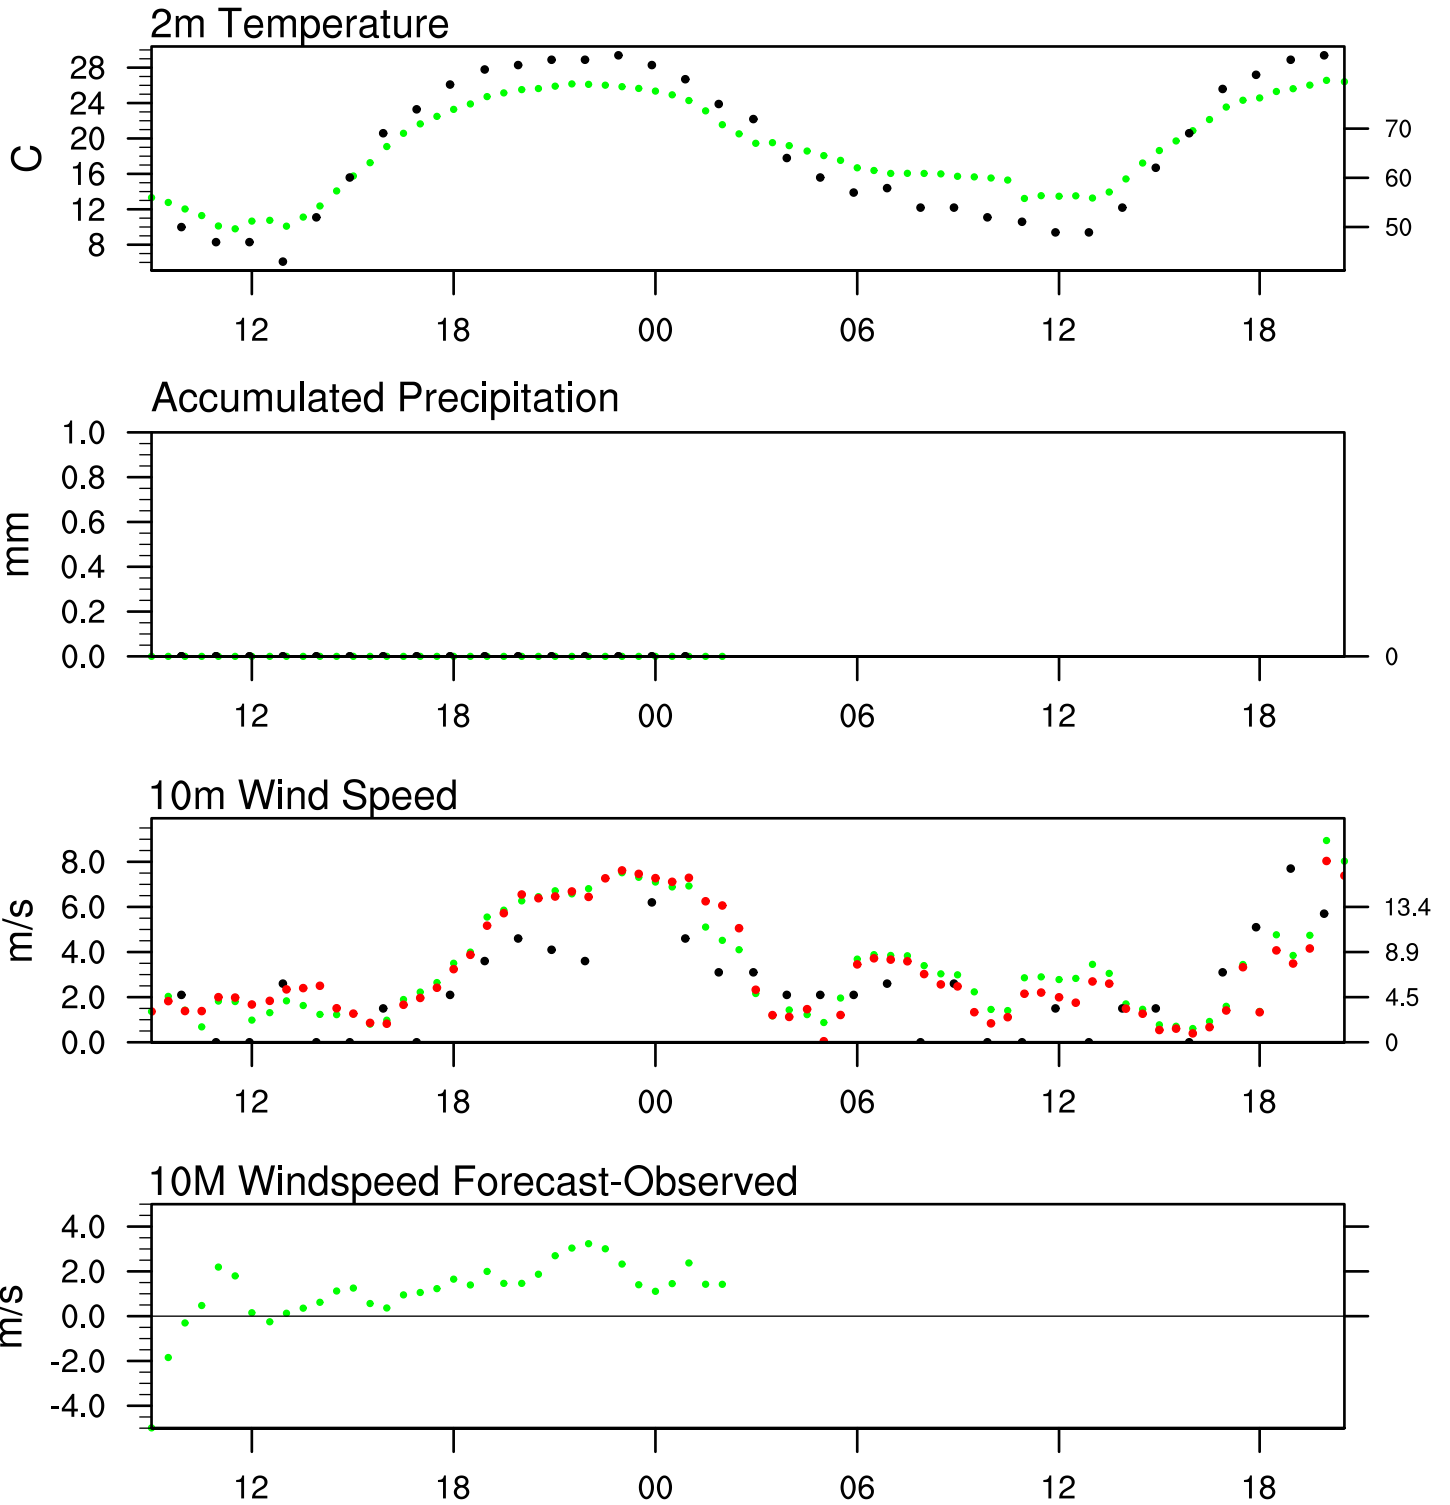 2m Temperature
28
24
20
16
12
8
C
70
60
50
12 18 00 06 12 18
Accumulated Precipitation
1.0
0.8
0.6
0.4
0.2
0.0
mm
0
12 18 00 06 12 18
10m Wind Speed
8.0
6.0
4.0
2.0
0.0
m/s
13.4
8.9
4.5
0
12 18 00 06 12 18
10M Windspeed Forecast-Observed
4.0
2.0
0.0
-2.0
-4.0
m/s
12 18 00 06 12 18